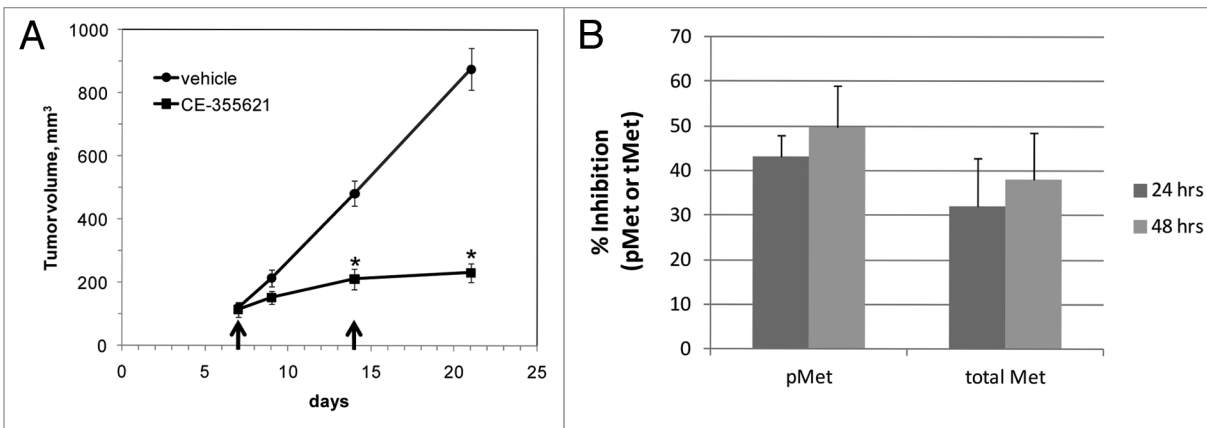 A
1000
800
600
400
200
0
Tumor volume, mm³
vehicle
CE-355621
*
*
0 5 10 15 20 25
days
B
70
60
50
40
30
20
10
0
% Inhibition
(pMet or tMet)
pMet total Met
24 hrs
48 hrs